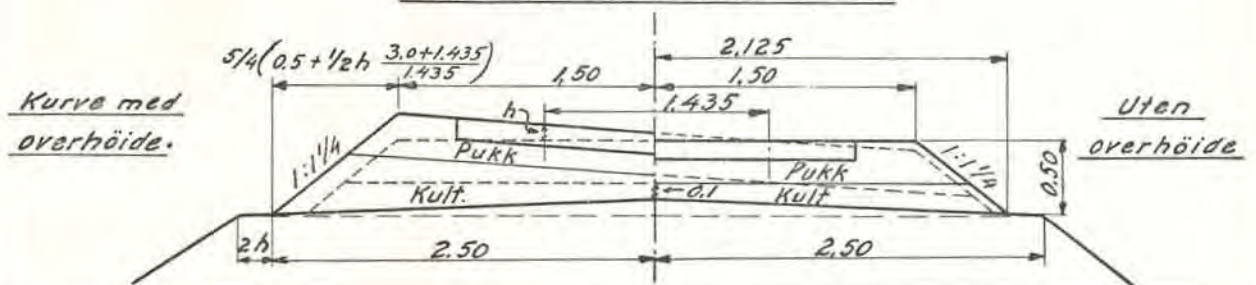 5/4(0.5 + 1/2h 3.0+1.435/1.435)
2,125
1,50
1.50
1.435
h
Kurve med
overhöide.
Uten
overhöide
1:1 1/4
1:1 1/4
Pukk
Pukk
0.50
Kult.
0.1
Kult
2h
2.50
2,50